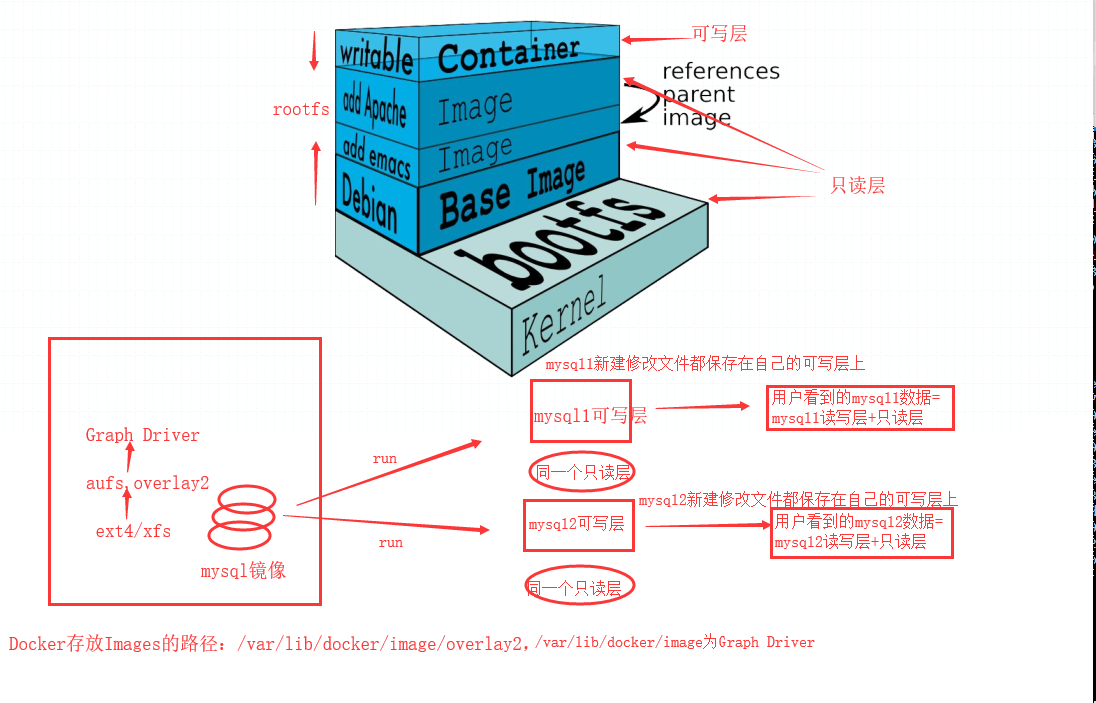 可写层
writable
Container
references
parent
image
rootfs
add Apache
Image
add emacs
Image
只读层
Debian
Base Image
bootfs
Kernel
mysql1新建修改文件都保存在自己的可写层上
mysql1可写层
用户看到的mysql1数据=
mysql1读写层+只读层
Graph Driver
run
同一个只读层
aufs,overlay2
mysql2新建修改文件都保存在自己的可写层上
mysql2可写层
用户看到的mysql2数据=
mysql2读写层+只读层
ext4/xfs
run
mysql镜像
同一个只读层
Docker存放Images的路径：/var/lib/docker/image/overlay2，/var/lib/docker/image为Graph Driver